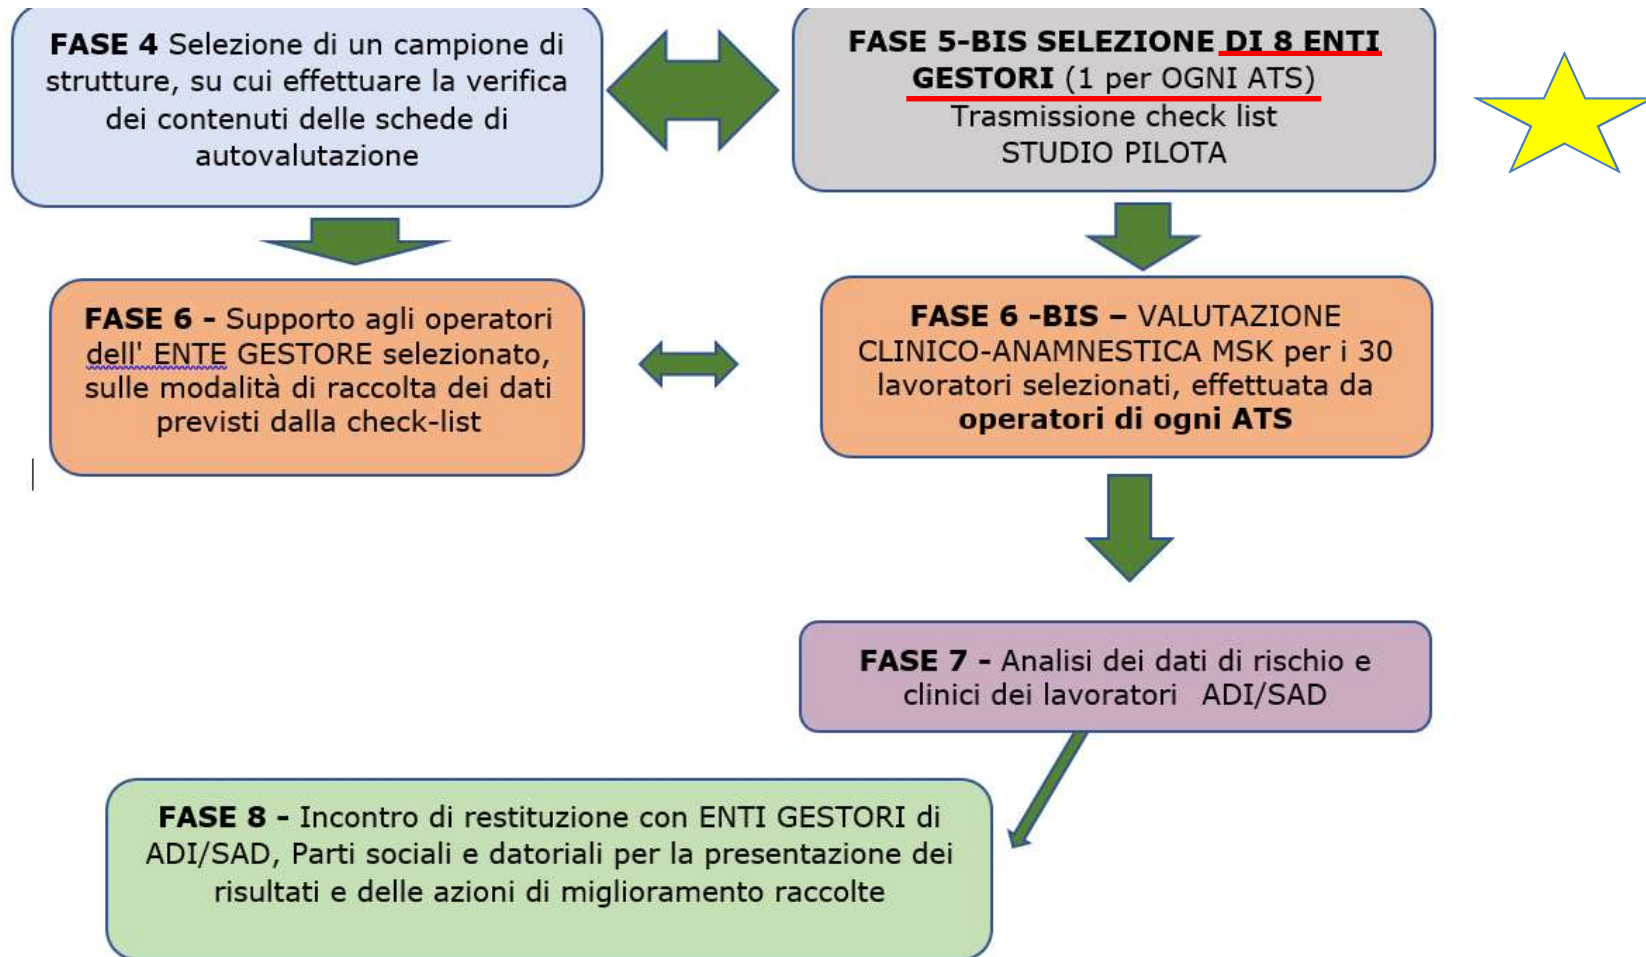 FASE 4 Selezione di un campione di
strutture, su cui effettuare la verifica
dei contenuti delle schede di
autovalutazione
FASE 5-BIS SELEZIONE DI 8 ENTI
GESTORI (1 per OGNI ATS)
Trasmissione check list
STUDIO PILOTA
FASE 6 - Supporto agli operatori
dell' ENTE GESTORE selezionato,
sulle modalità di raccolta dei dati
previsti dalla check-list
FASE 6 -BIS – VALUTAZIONE
CLINICO-ANAMNESTICA MSK per i 30
lavoratori selezionati, effettuata da
operatori di ogni ATS
FASE 7 - Analisi dei dati di rischio e
clinici dei lavoratori ADI/SAD
FASE 8 - Incontro di restituzione con ENTI GESTORI di
ADI/SAD, Parti sociali e datoriali per la presentazione dei
risultati e delle azioni di miglioramento raccolte